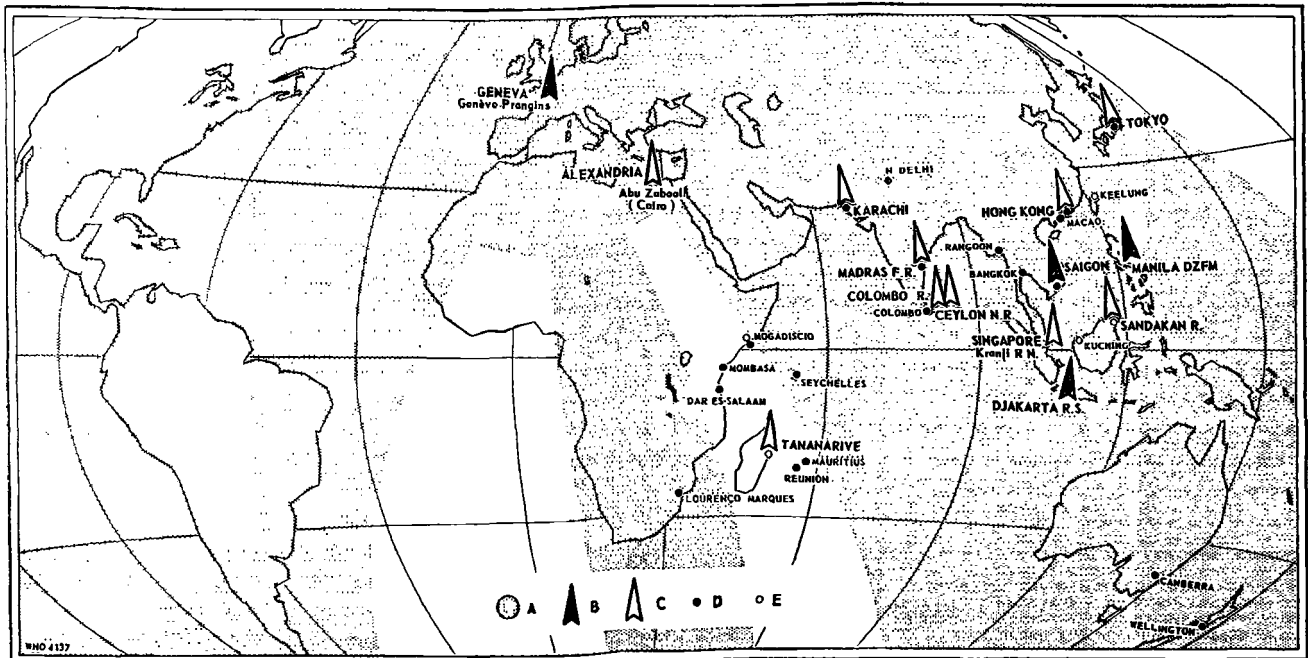 GENEVA
Genève-Prangins
ALEXANDRIA
Abu Zabaal
(Cairo)
TOKYO
N DELHI
KARACHI
HONG KONG
KEELUNG
MACAO
RANGOON
MADRAS F.R.
BANGKOK
SAIGON
MANILA DZFM
COLOMBO R.
COLOMBO
CEYLON N.R.
SANDAKAN R.
SINGAPORE
Kranji R N.
KUCHING
MOGADISCIO
MOMBASA
SEYCHELLES
DAR ES-SALAAM
DJAKARTA R.S.
TANANARIVE
MAURITIUS
REUNION
LOURENÇO MARQUES
CANBERRA
WELLINGTON
A B C D E
WHO 4137